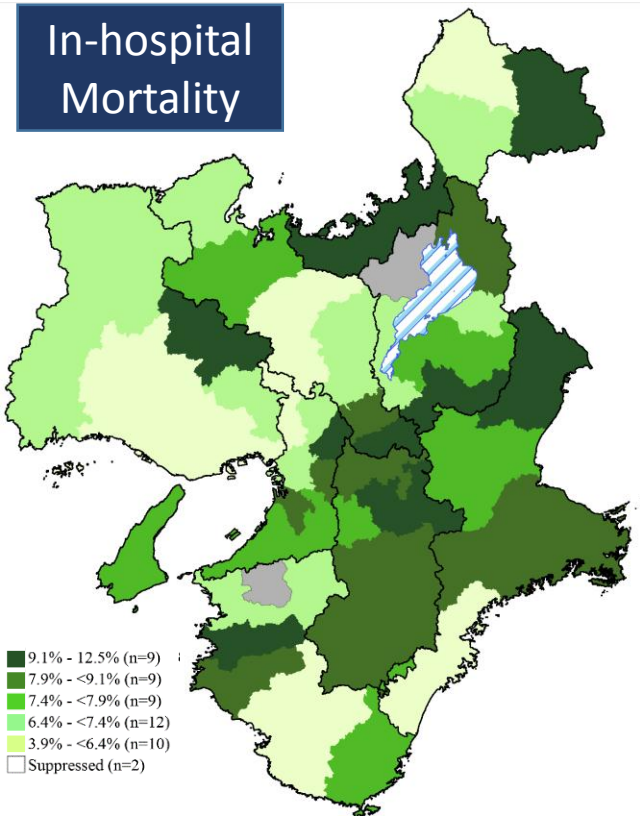 In-hospital
Mortality
9.1% - 12.5% (n=9)
7.9% - <9.1% (n=9)
7.4% - <7.9% (n=9)
6.4% - <7.4% (n=12)
3.9% - <6.4% (n=10)
Suppressed (n=2)